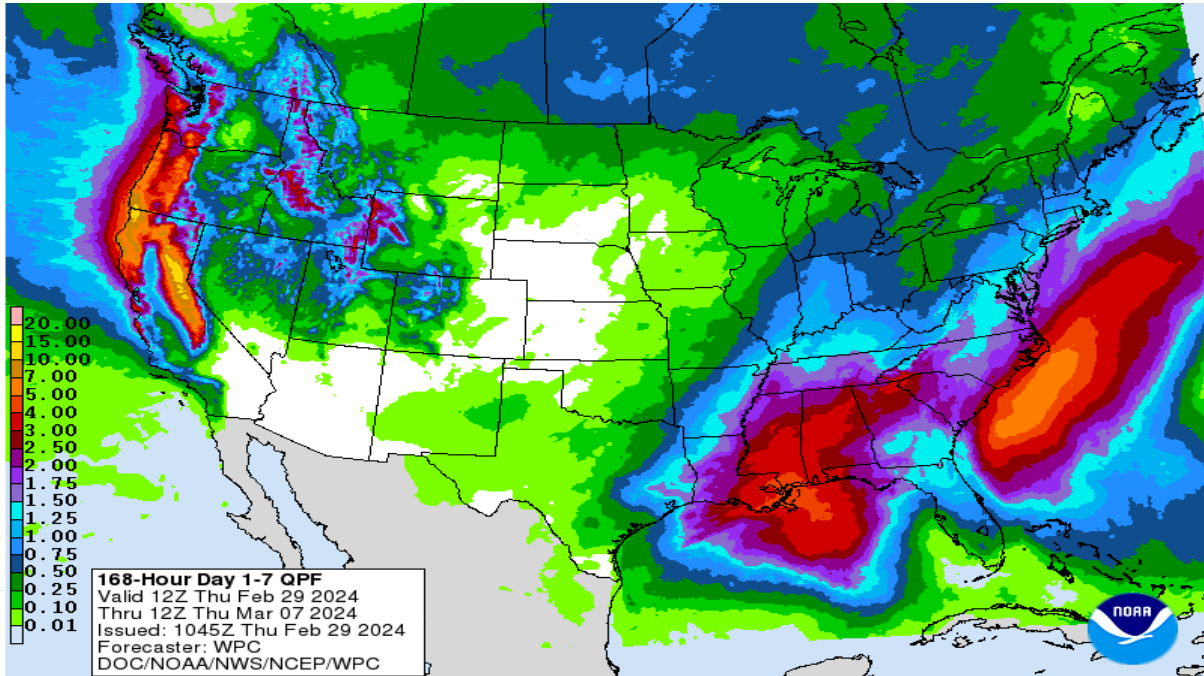 20.00
15.00
10.00
7.00
5.00
4.00
3.00
2.50
2.00
1.75
1.50
1.25
1.00
0.75
0.50
0.25
0.10
0.01
168-Hour Day 1-7 QPF
Valid 12Z Thu Feb 29 2024
Thru 12Z Thu Mar 07 2024
Issued: 1045Z Thu Feb 29 2024
Forecaster: WPC
DOC/NOAA/NWS/NCEP/WPC
NOAA